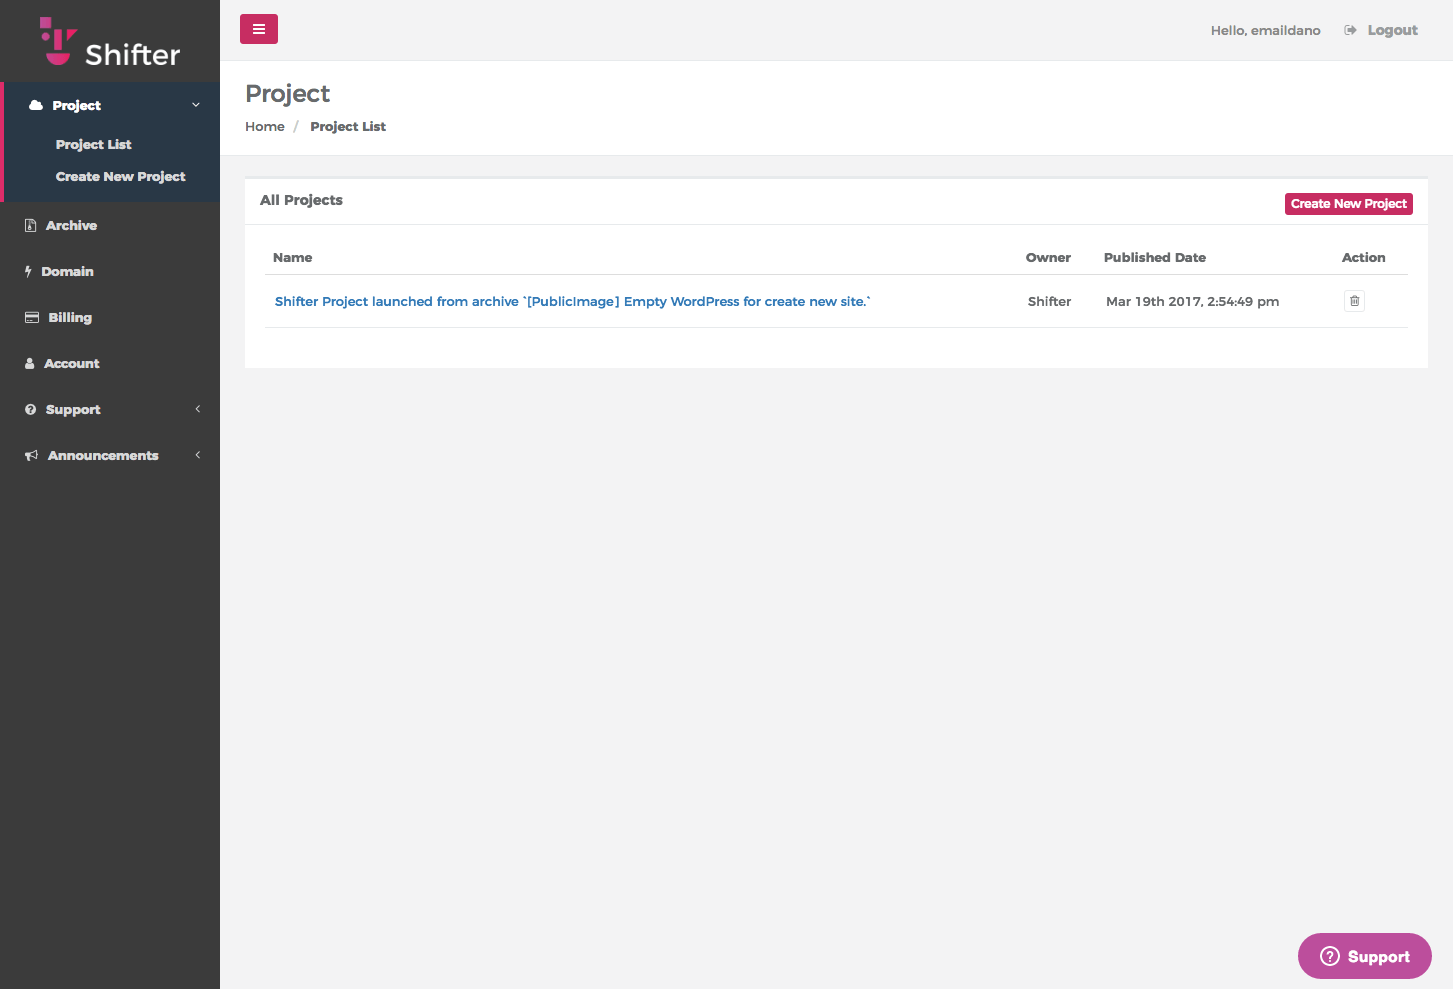 Shifter
Hello, emaildano
Logout
Project
Project List
Create New Project
Archive
Domain
Billing
Account
Support
Announcements
Project
Home / Project List
All Projects
Create New Project
Name Owner Published Date Action
Shifter Project launched from archive `[PublicImage] Empty WordPress for create new site.` Shifter Mar 19th 2017, 2:54:49 pm
Support